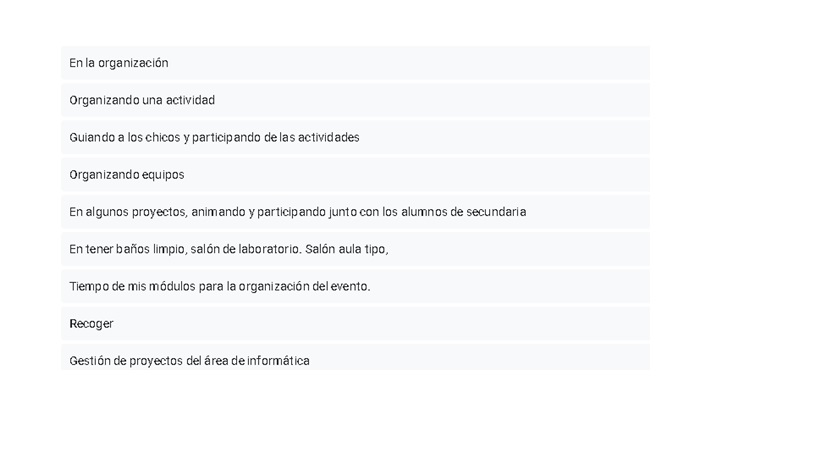 En la organización
Organizando una actividad
Guiando a los chicos y participando de las actividades
Organizando equipos
En algunos proyectos, animando y participando junto con los alumnos de secundaria
En tener baños limpio, salón de laboratorio. Salón aula tipo,
Tiempo de mis módulos para la organización del evento.
Recoger
Gestión de proyectos del área de informática